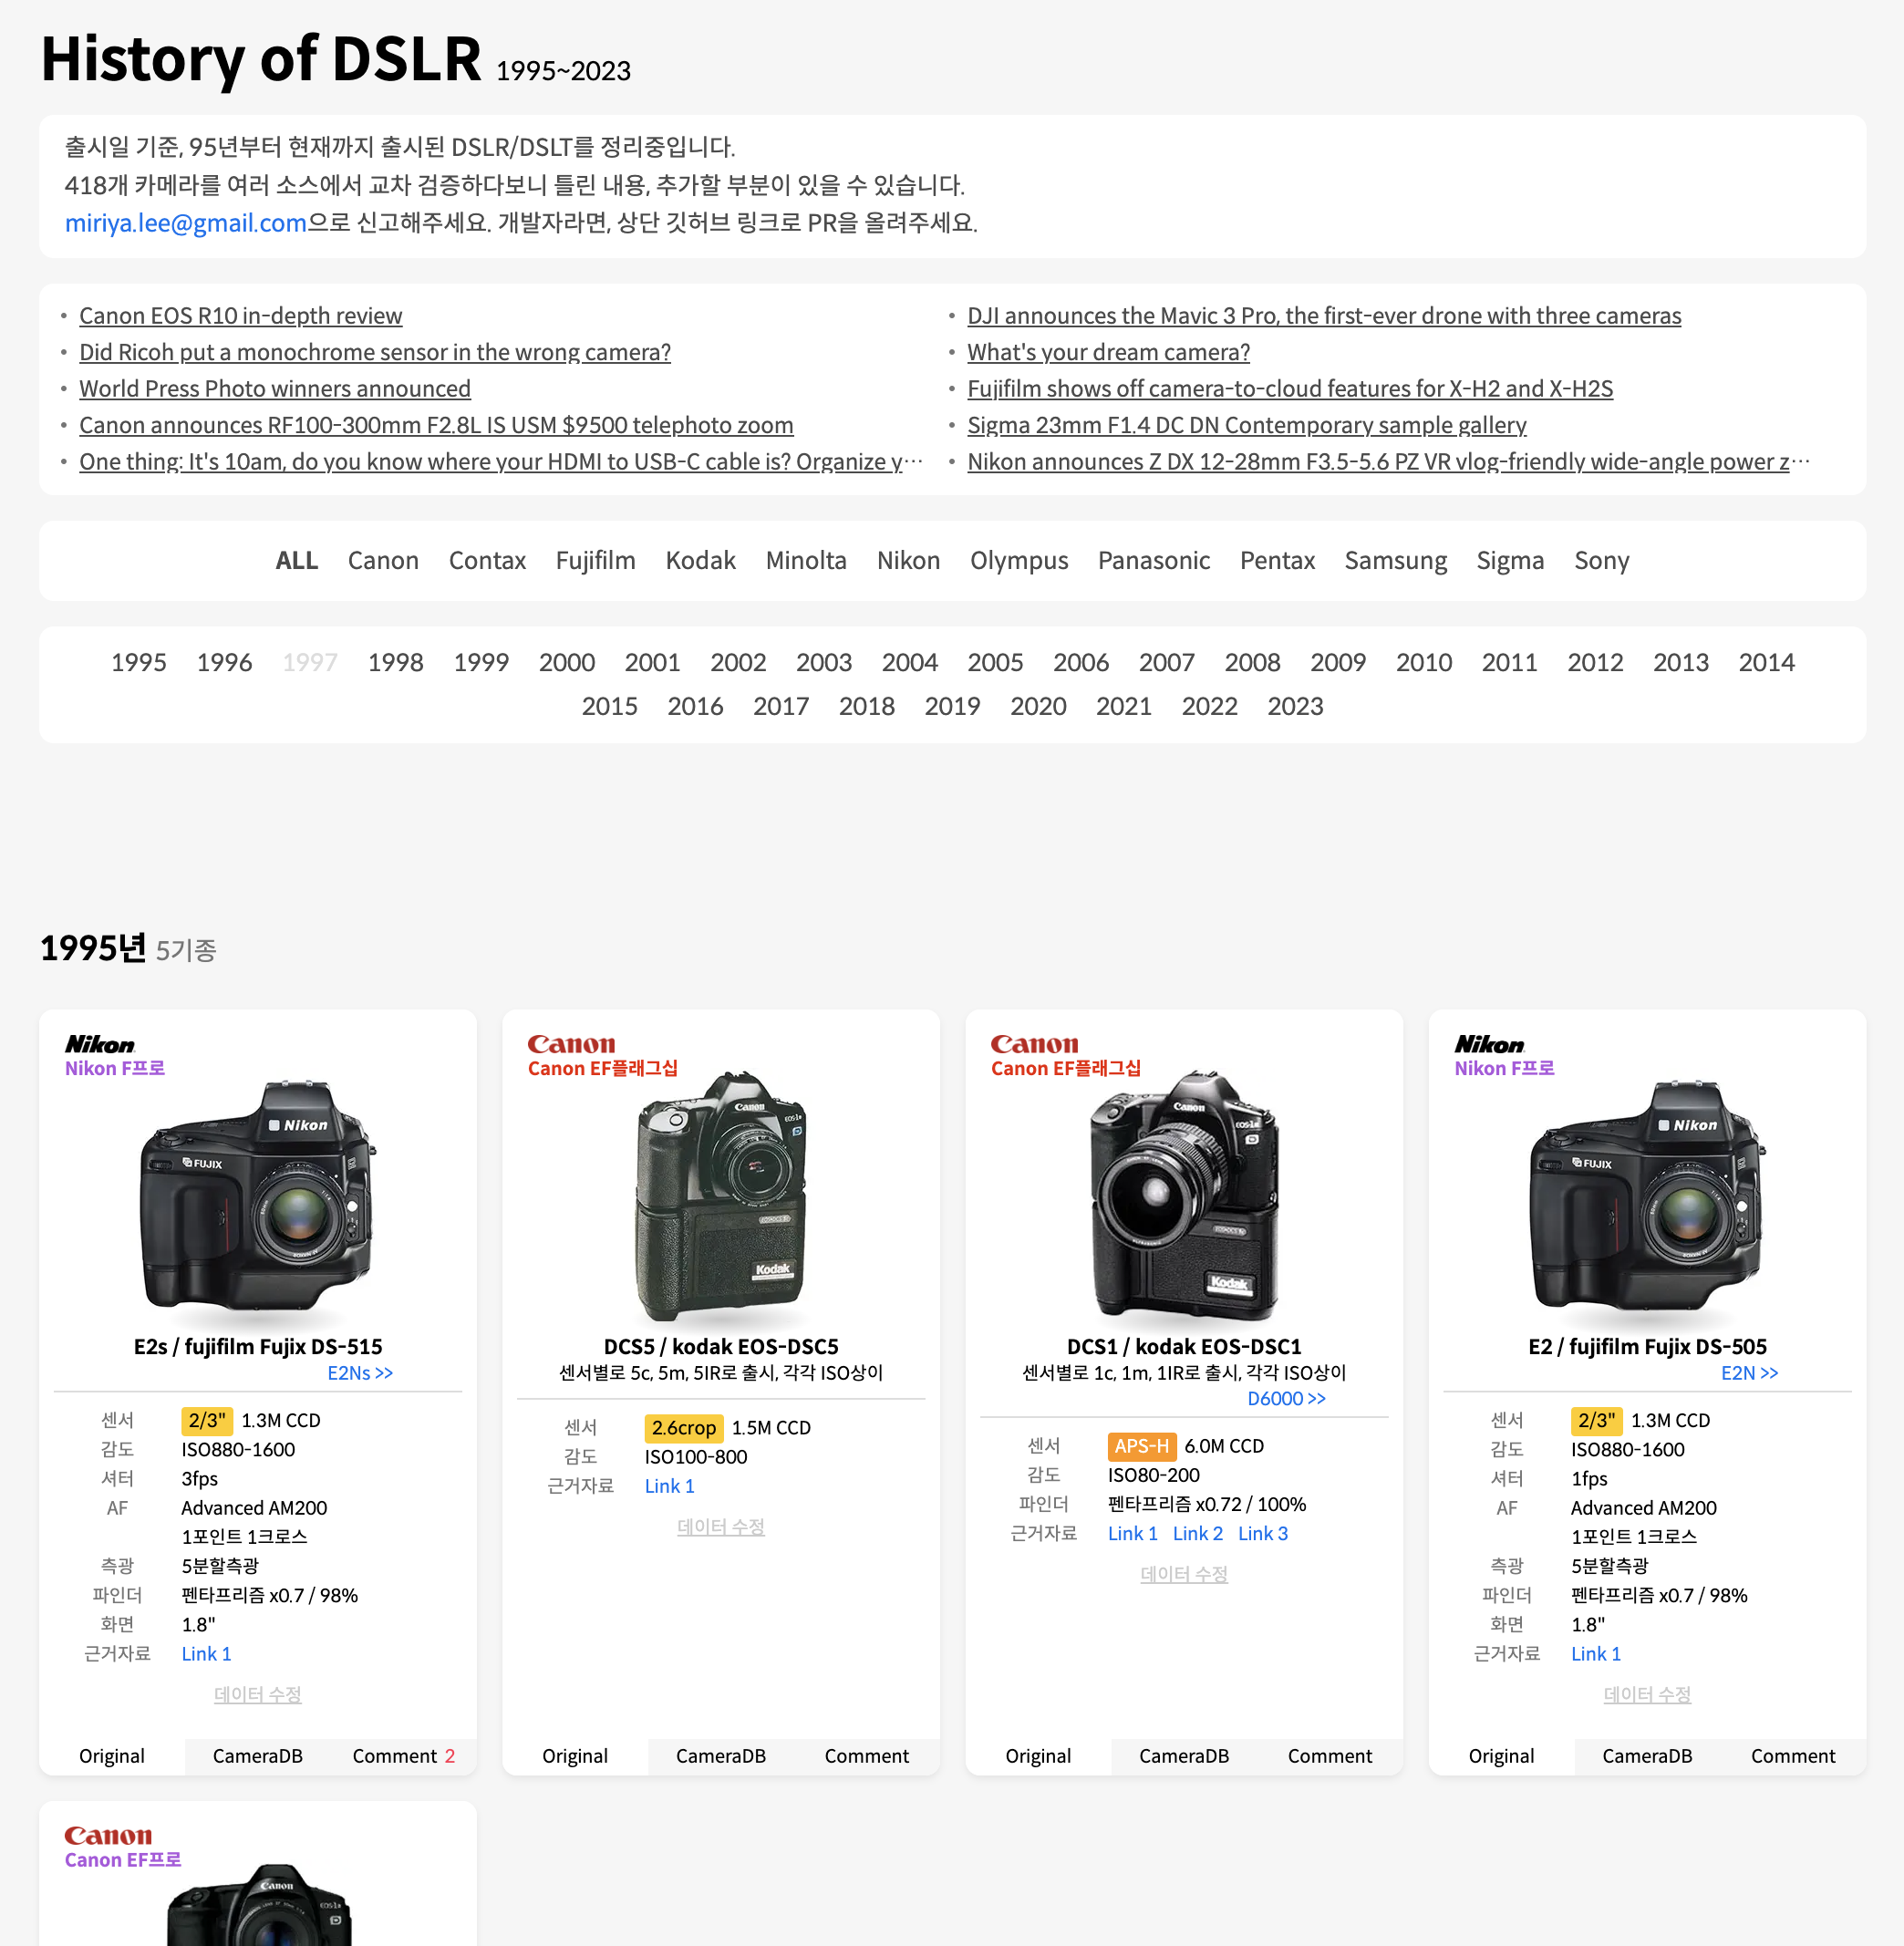 History of DSLR 1995~2023
출시일 기준, 95년부터 현재까지 출시된 DSLR/DSLT를 정리중입니다.
418개 카메라를 여러 소스에서 교차 검증하다보니 틀린 내용, 추가할 부분이 있을 수 있습니다.
miriya.lee@gmail.com으로 신고해주세요. 개발자라면, 상단 깃허브 링크로 PR을 올려주세요.
• Canon EOS R10 in-depth review
• Did Ricoh put a monochrome sensor in the wrong camera?
• World Press Photo winners announced
• Canon announces RF100-300mm F2.8L IS USM $9500 telephoto zoom
• One thing: It's 10am, do you know where your HDMI to USB-C cable is? Organize y…
• DJI announces the Mavic 3 Pro, the first-ever drone with three cameras
• What's your dream camera?
• Fujifilm shows off camera-to-cloud features for X-H2 and X-H2S
• Sigma 23mm F1.4 DC DN Contemporary sample gallery
• Nikon announces Z DX 12-28mm F3.5-5.6 PZ VR vlog-friendly wide-angle power z…
ALL Canon Contax Fujifilm Kodak Minolta Nikon Olympus Panasonic Pentax Samsung Sigma Sony
1995 1996 1997 1998 1999 2000 2001 2002 2003 2004 2005 2006 2007 2008 2009 2010 2011 2012 2013 2014
2015 2016 2017 2018 2019 2020 2021 2022 2023
1995년 5기종
Nikon
Nikon F프로
Nikon
FUJIX
E2s / fujifilm Fujix DS-515
E2Ns >>
센서 2/3" 1.3M CCD
감도 ISO880-1600
셔터 3fps
AF Advanced AM200
1포인트 1크로스
측광 5분할측광
파인더 펜타프리즘 x0.7 / 98%
화면 1.8"
근거자료 Link 1
데이터 수정
Original CameraDB Comment 2
Canon
Canon EF플래그십
Canon
Kodak
DCS5 / kodak EOS-DSC5
센서별로 5c, 5m, 5IR로 출시, 각각 ISO상이
센서 2.6crop 1.5M CCD
감도 ISO100-800
근거자료 Link 1
데이터 수정
Original CameraDB Comment
Canon
Canon EF플래그십
Canon
Kodak
DCS1 / kodak EOS-DSC1
센서별로 1c, 1m, 1IR로 출시, 각각 ISO상이
D6000 >>
센서 APS-H 6.0M CCD
감도 ISO80-200
파인더 펜타프리즘 x0.72 / 100%
근거자료 Link 1 Link 2 Link 3
데이터 수정
Original CameraDB Comment
Nikon
Nikon F프로
Nikon
FUJIX
E2 / fujifilm Fujix DS-505
E2N >>
센서 2/3" 1.3M CCD
감도 ISO880-1600
셔터 1fps
AF Advanced AM200
1포인트 1크로스
측광 5분할측광
파인더 펜타프리즘 x0.7 / 98%
화면 1.8"
근거자료 Link 1
데이터 수정
Original CameraDB Comment
Canon
Canon EF프로
Canon